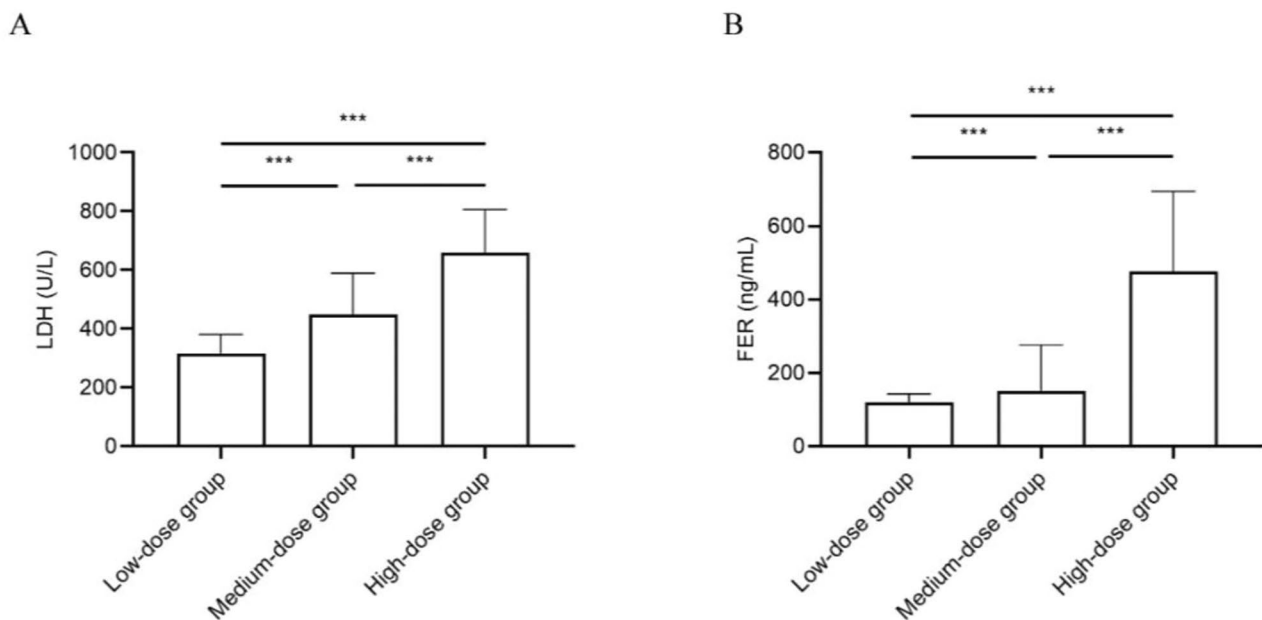 A
***
***
***
1000
800
600
400
200
0
LDH (U/L)
Low-dose group
Medium-dose group
High-dose group
B
***
***
***
800
600
400
200
0
FER (ng/mL)
Low-dose group
Medium-dose group
High-dose group